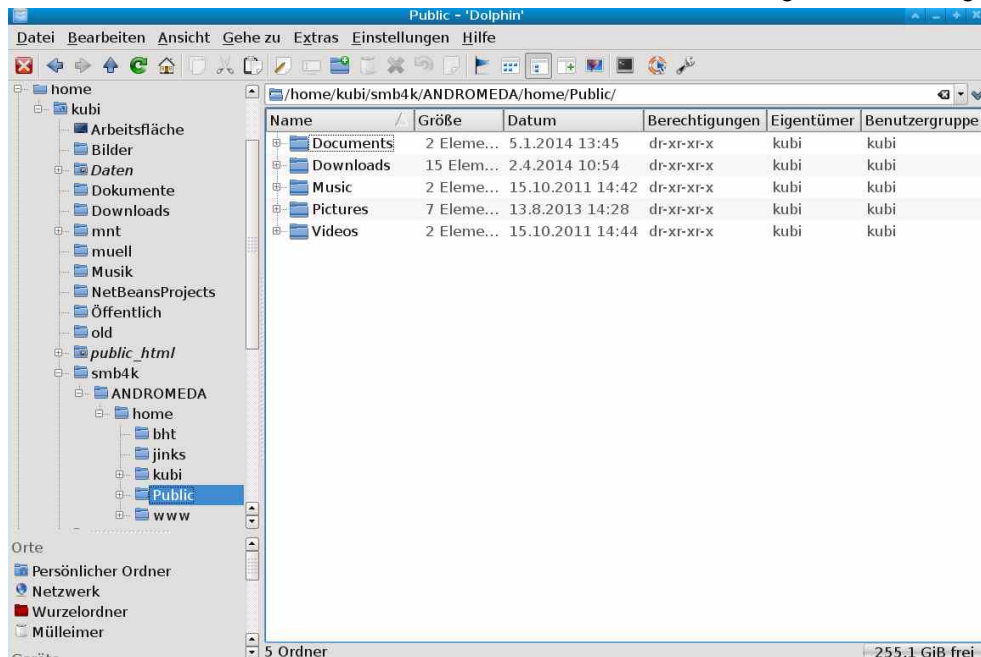 Public – 'Dolphin'
Datei Bearbeiten Ansicht Gehe zu Extras Einstellungen Hilfe
home
kubi
Arbeitsfläche
Bilder
Daten
Dokumente
Downloads
mnt
muell
Musik
NetBeansProjects
Öffentlich
old
public_html
smb4k
ANDROMEDA
home
bht
jinks
kubi
Public
www
Orte
Persönlicher Ordner
Netzwerk
Wurzelordner
Mülleimer
/home/kubi/smb4k/ANDROMEDA/home/Public/
Name Größe Datum Berechtigungen Eigentümer Benutzergruppe
Documents 2 Eleme... 5.1.2014 13:45 dr-xr-xr-x kubi kubi
Downloads 15 Elem... 2.4.2014 10:54 dr-xr-xr-x kubi kubi
Music 2 Eleme... 15.10.2011 14:42 dr-xr-xr-x kubi kubi
Pictures 7 Eleme... 13.8.2013 14:28 dr-xr-xr-x kubi kubi
Videos 2 Eleme... 15.10.2011 14:44 dr-xr-xr-x kubi kubi
5 Ordner 255,1 GiB frei